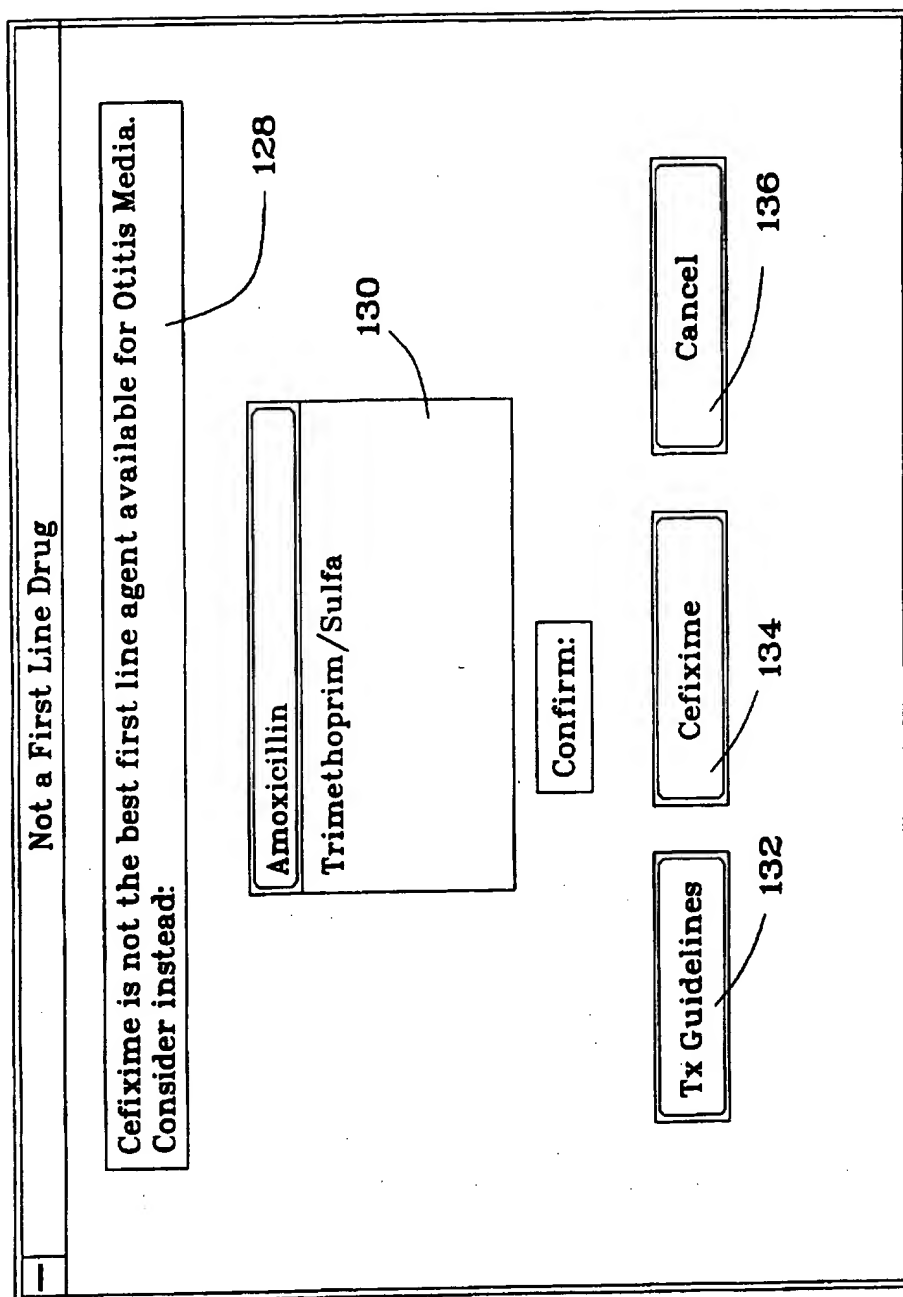 Not a First Line Drug
Cefixime is not the best first line agent available for Otitis Media.
Consider instead:
128
Amoxicillin
Trimethoprim/Sulfa
130
Confirm:
Tx Guidelines
Cefixime
Cancel
132
134
136